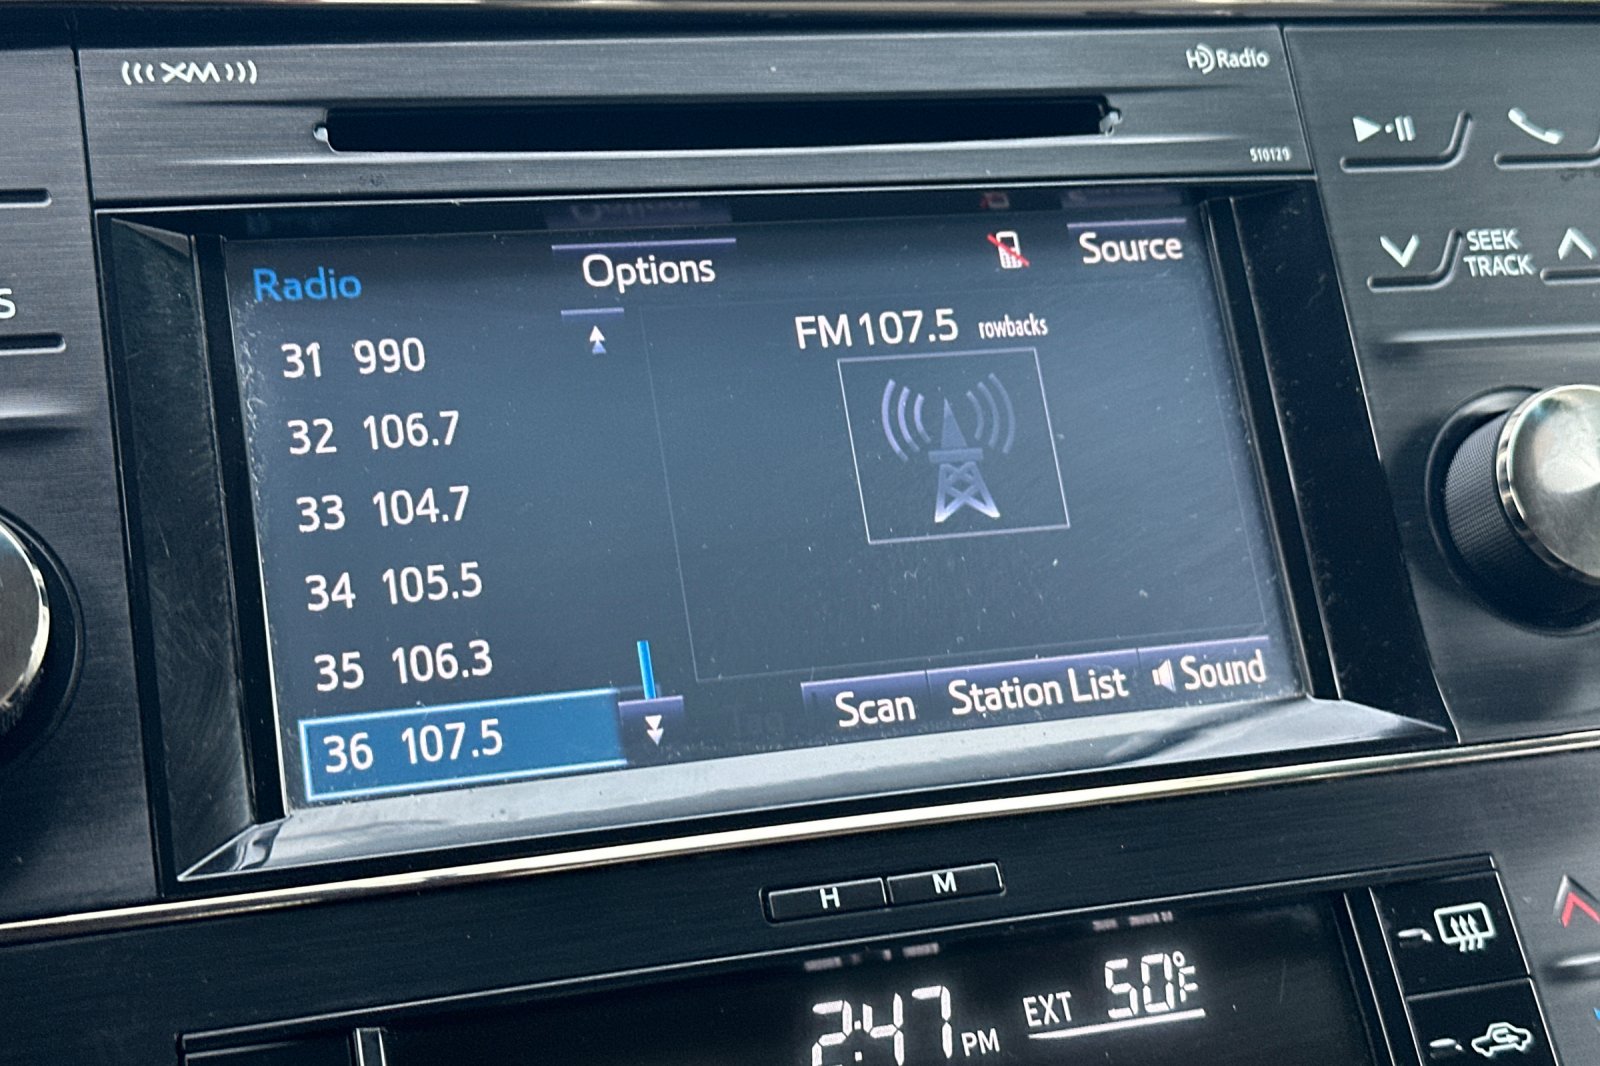 XM
HD Radio
510129
SEEK
TRACK
S
Radio
Options
Source
31 990
32 106.7
33 104.7
34 105.5
35 106.3
36 107.5
FM 107.5 rowbacks
Scan
Station List
Sound
H
M
2:47 PM
EXT 50°F